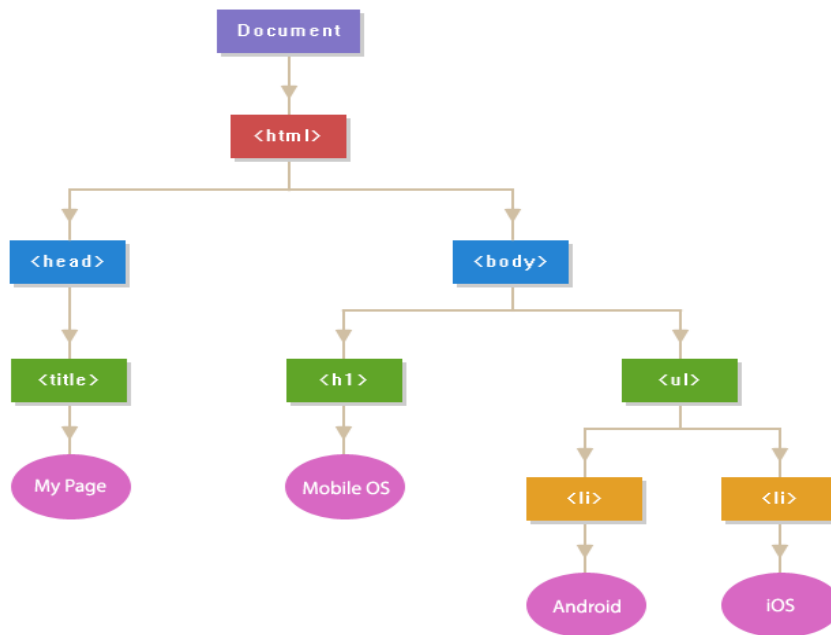 Document
<html>
<head>
<body>
<title>
<h1>
<ul>
My Page
Mobile OS
<li>
<li>
Android
iOS